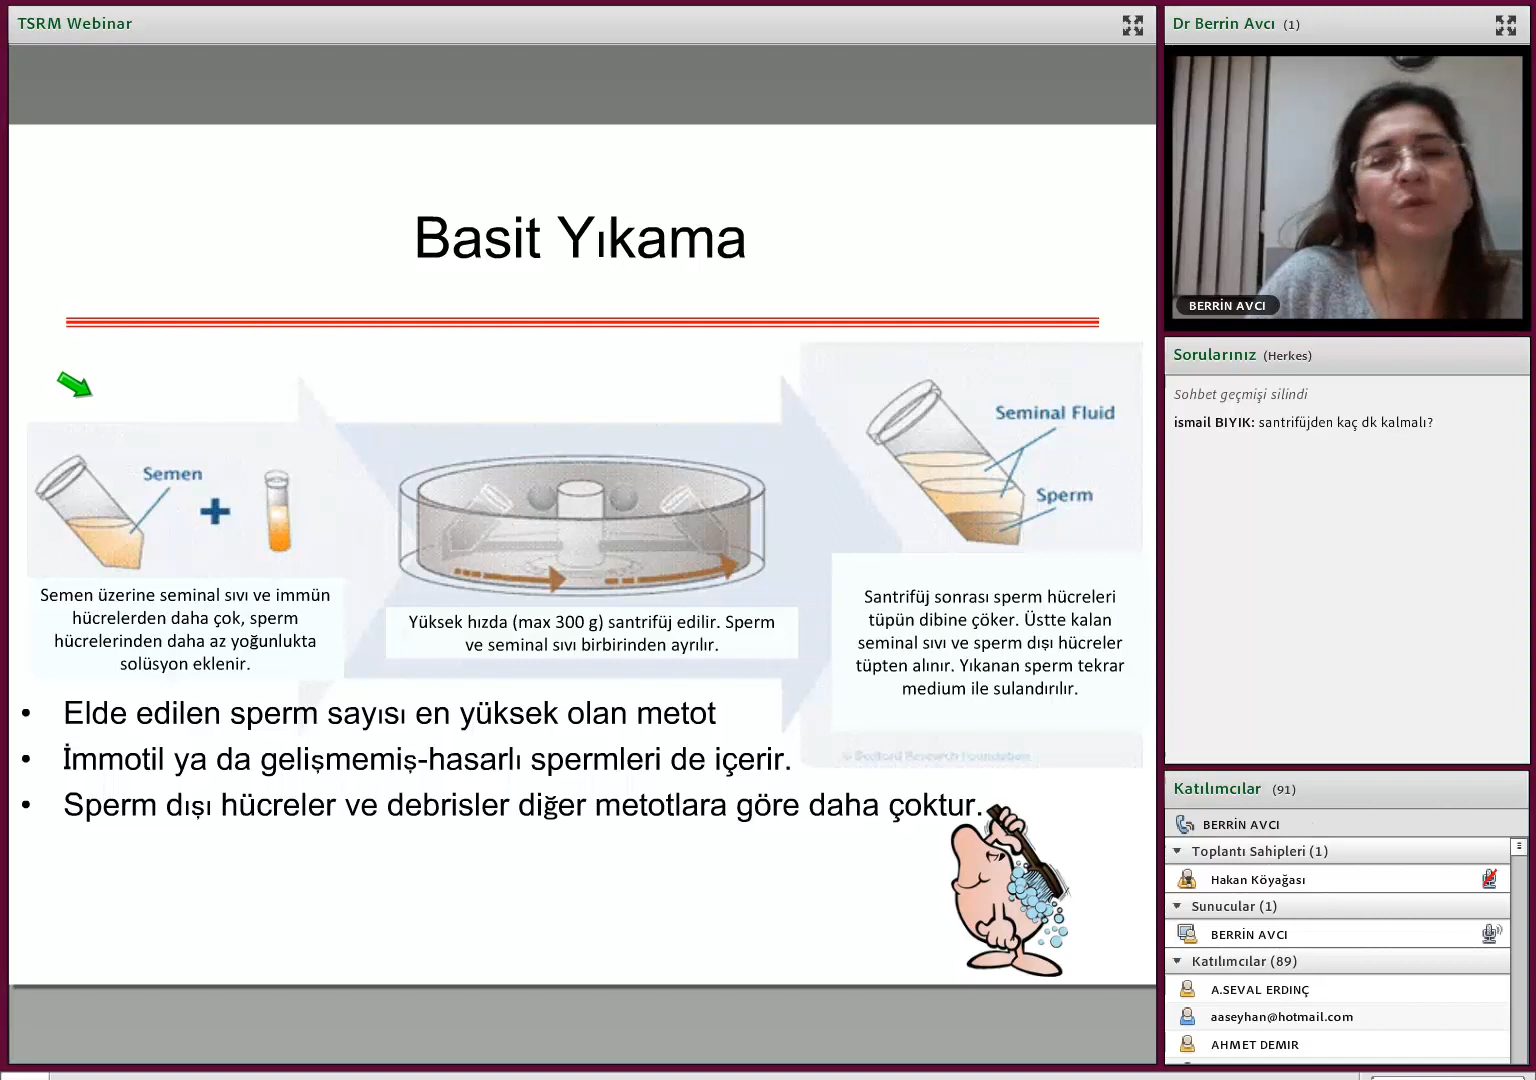 TSRM Webinar
Basit Yıkama
Semen
Seminal Fluid
Sperm
Semen üzerine seminal sıvı ve immün
hücrelerden daha çok, sperm
hücrelerinden daha az yoğunlukta
solüsyon eklenir.
Yüksek hızda (max 300 g) santrifüj edilir. Sperm
ve seminal sıvı birbirinden ayrılır.
Santrifüj sonrası sperm hücreleri
tüpün dibine çöker. Üstte kalan
seminal sıvı ve sperm dışı hücreler
tüpten alınır. Yıkanan sperm tekrar
medium ile sulandırılır.
© Bedford Research Foundation
• Elde edilen sperm sayısı en yüksek olan metot
• İmmotil ya da gelişmemiş-hasarlı spermleri de içerir.
• Sperm dışı hücreler ve debrisler diğer metotlara göre daha çoktur.
Dr Berrin Avcı (1)
BERRİN AVCI
Sorularınız (Herkes)
Sohbet geçmişi silindi
ismail BIYIK: santrifüjden kaç dk kalmalı?
Katılımcılar (91)
BERRİN AVCI
Toplantı Sahipleri (1)
Hakan Köyağası
Sunucular (1)
BERRİN AVCI
Katılımcılar (89)
A.SEVAL ERDINÇ
aaseyhan@hotmail.com
AHMET DEMIR